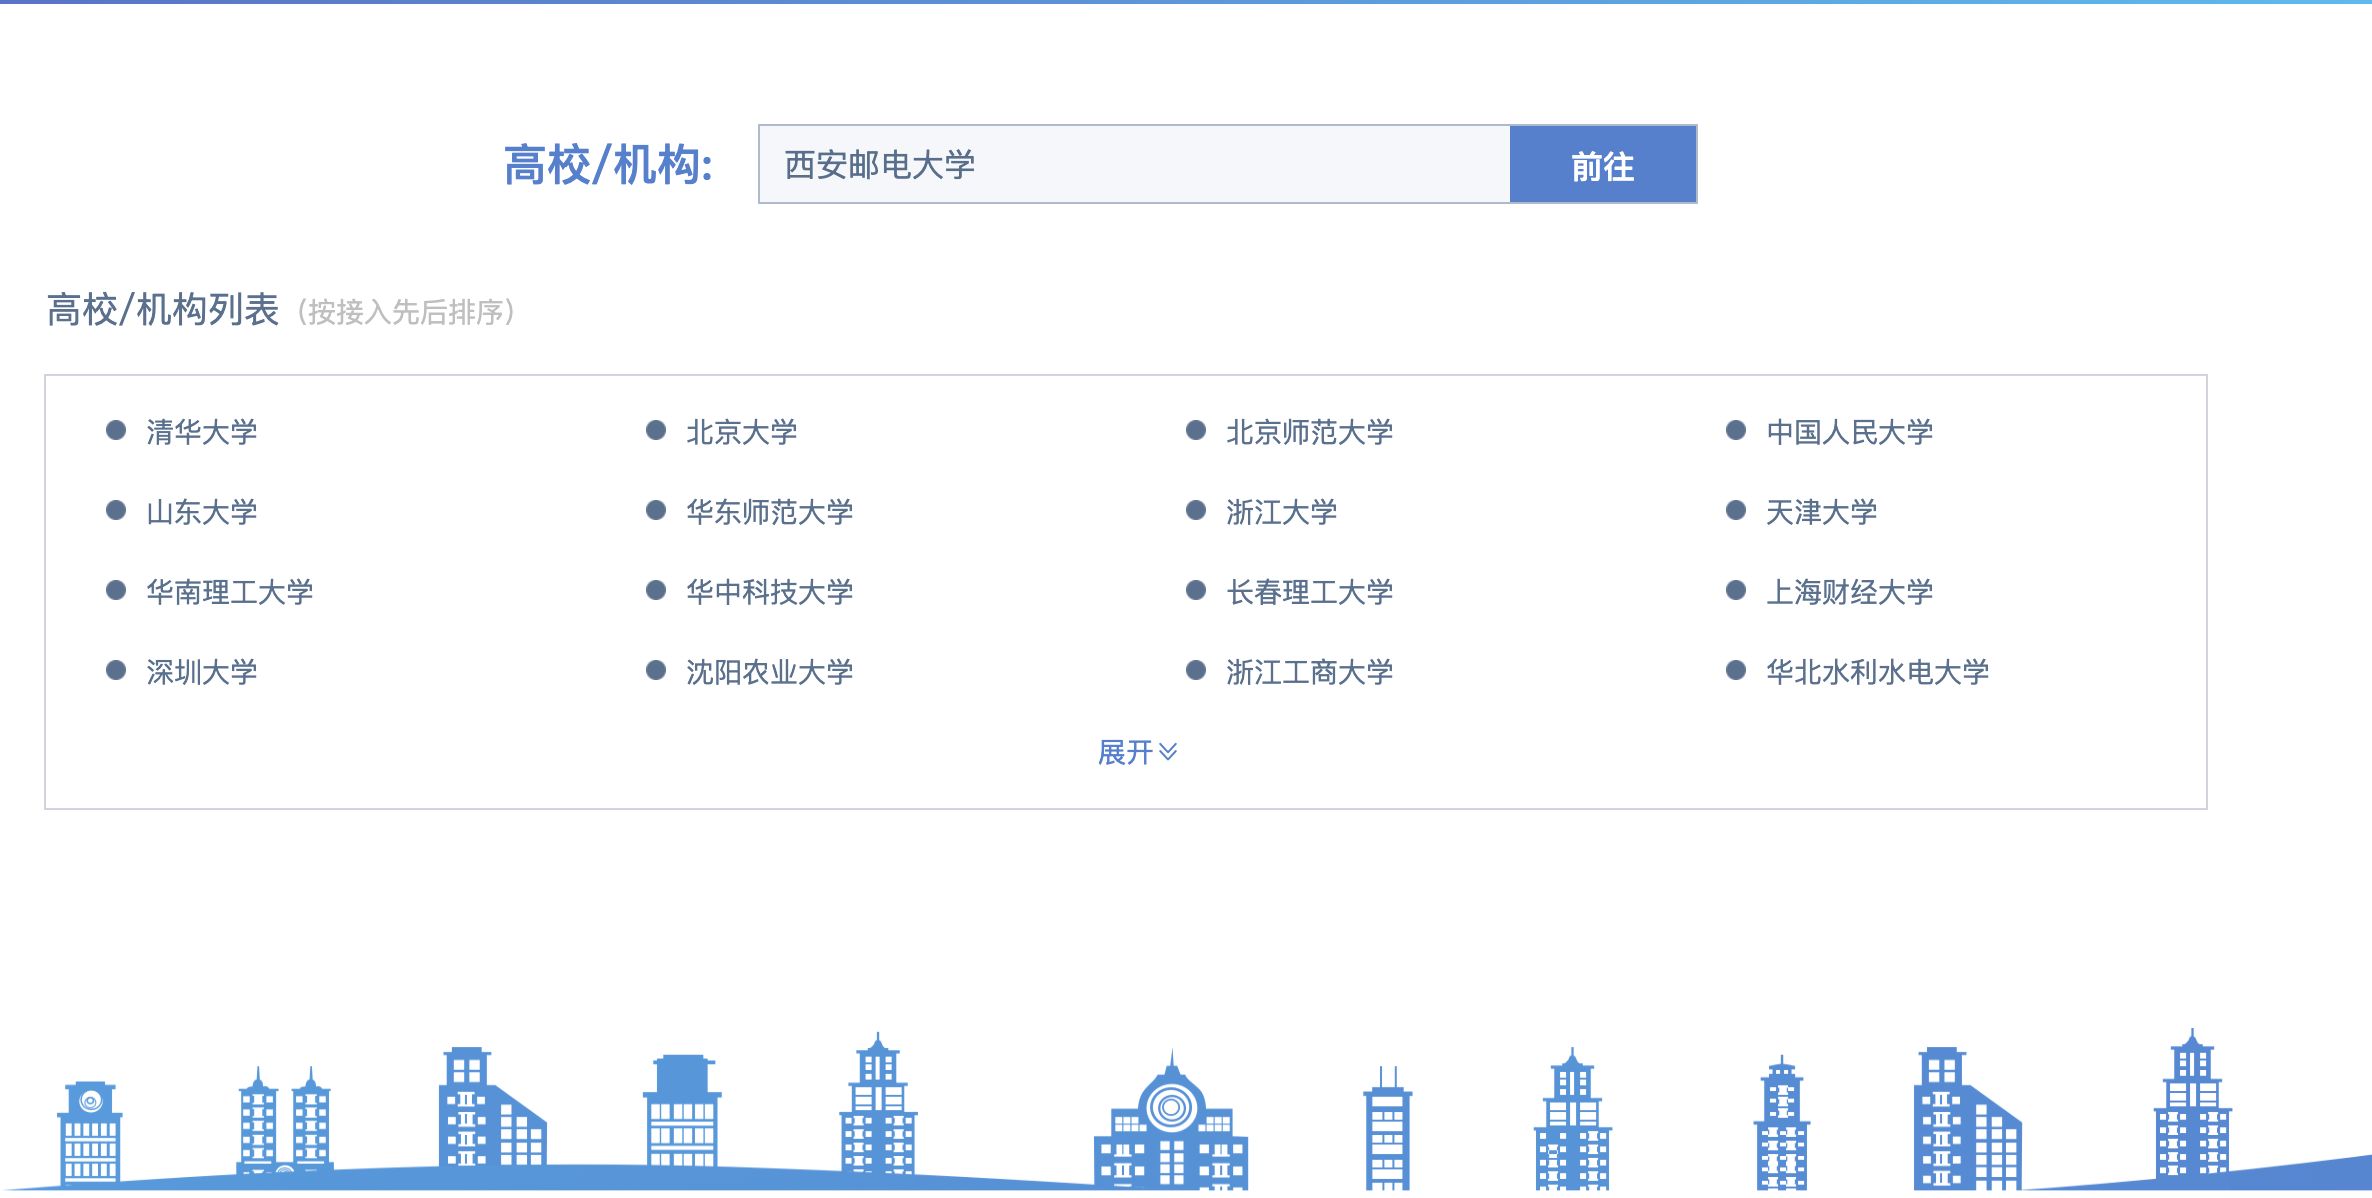 高校/机构: 西安邮电大学 前往
高校/机构列表（按接入先后排序）
清华大学 北京大学 北京师范大学 中国人民大学
山东大学 华东师范大学 浙江大学 天津大学
华南理工大学 华中科技大学 长春理工大学 上海财经大学
深圳大学 沈阳农业大学 浙江工商大学 华北水利水电大学
展开